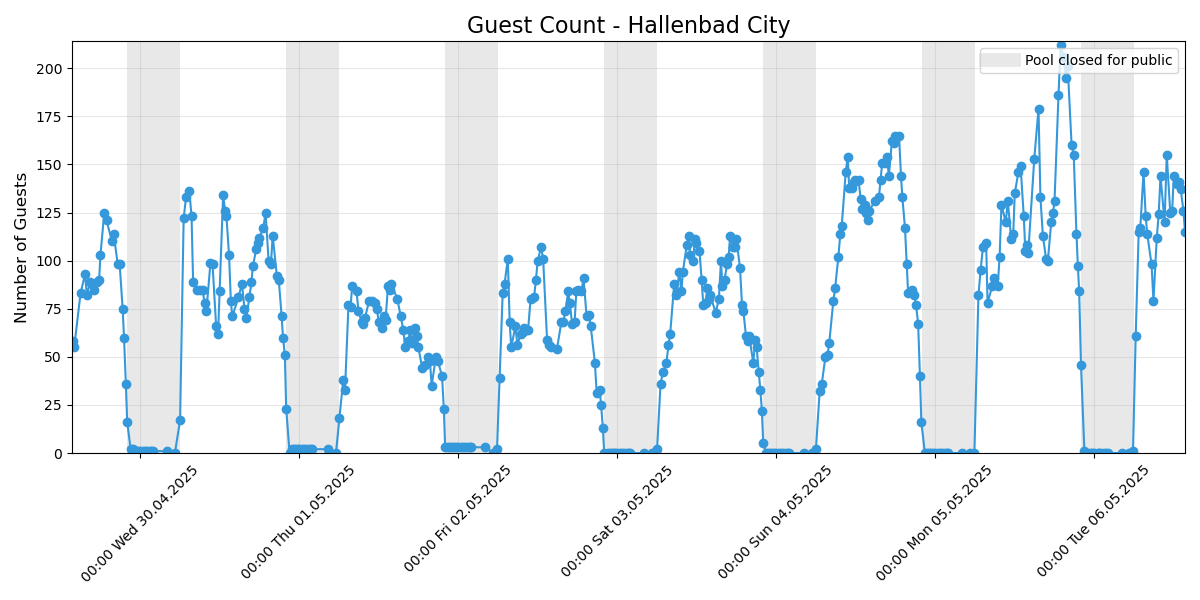 Guest Count - Hallenbad City
Pool closed for public
Number of Guests
200
175
150
125
100
75
50
25
0
00:00 Wed 30.04.2025
00:00 Thu 01.05.2025
00:00 Fri 02.05.2025
00:00 Sat 03.05.2025
00:00 Sun 04.05.2025
00:00 Mon 05.05.2025
00:00 Tue 06.05.2025